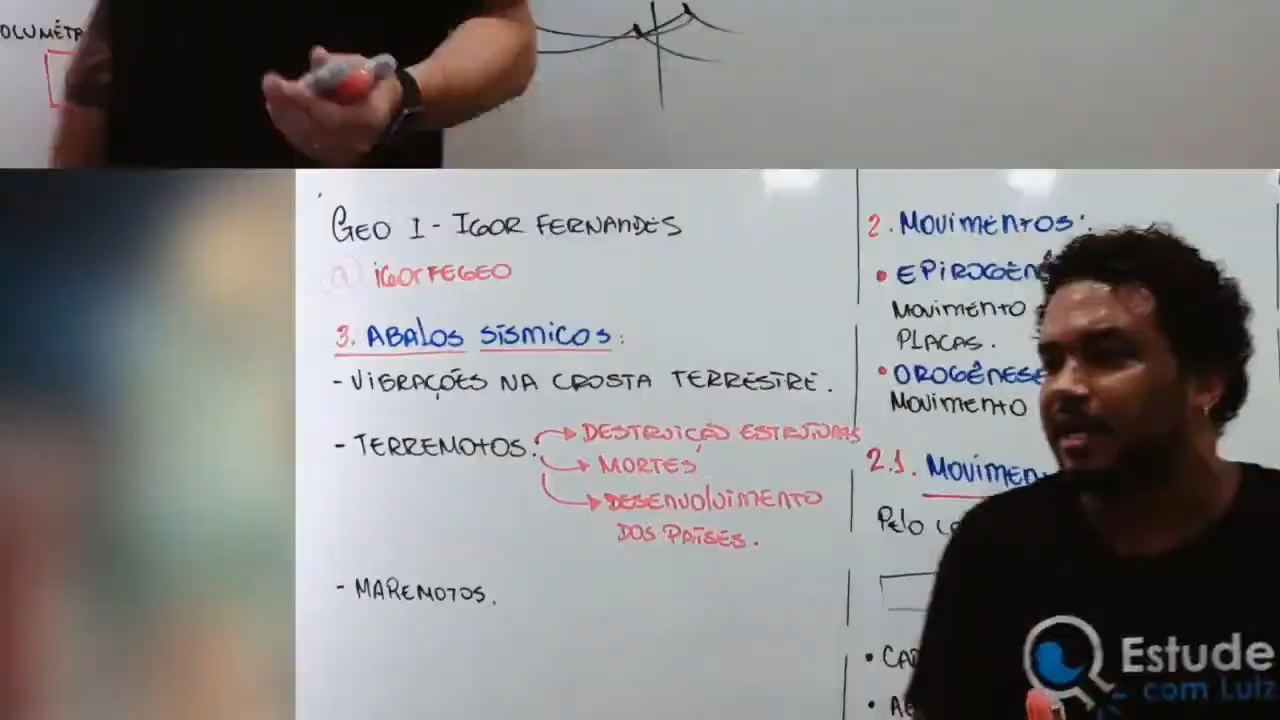 GEO I - IGOR FERNANDES
@ IGORFEGEO
3. ABALOS SÍSMICOS:
- VIBRAÇÕES NA CROSTA TERRESTRE.
- TERREMOTOS:
DESTRUIÇÃO ESTRUTURAS
MORTES
DESENVOLVIMENTO
DOS PAÍSES.
- MAREMOTOS.
2. MOVIMENTOS:
• EPIROGÊN
MOVIMENTO
PLACAS.
• OROGÊNESE
MOVIMENTO
2.1. MOVIMEN
PELO
Estude
com Luiz